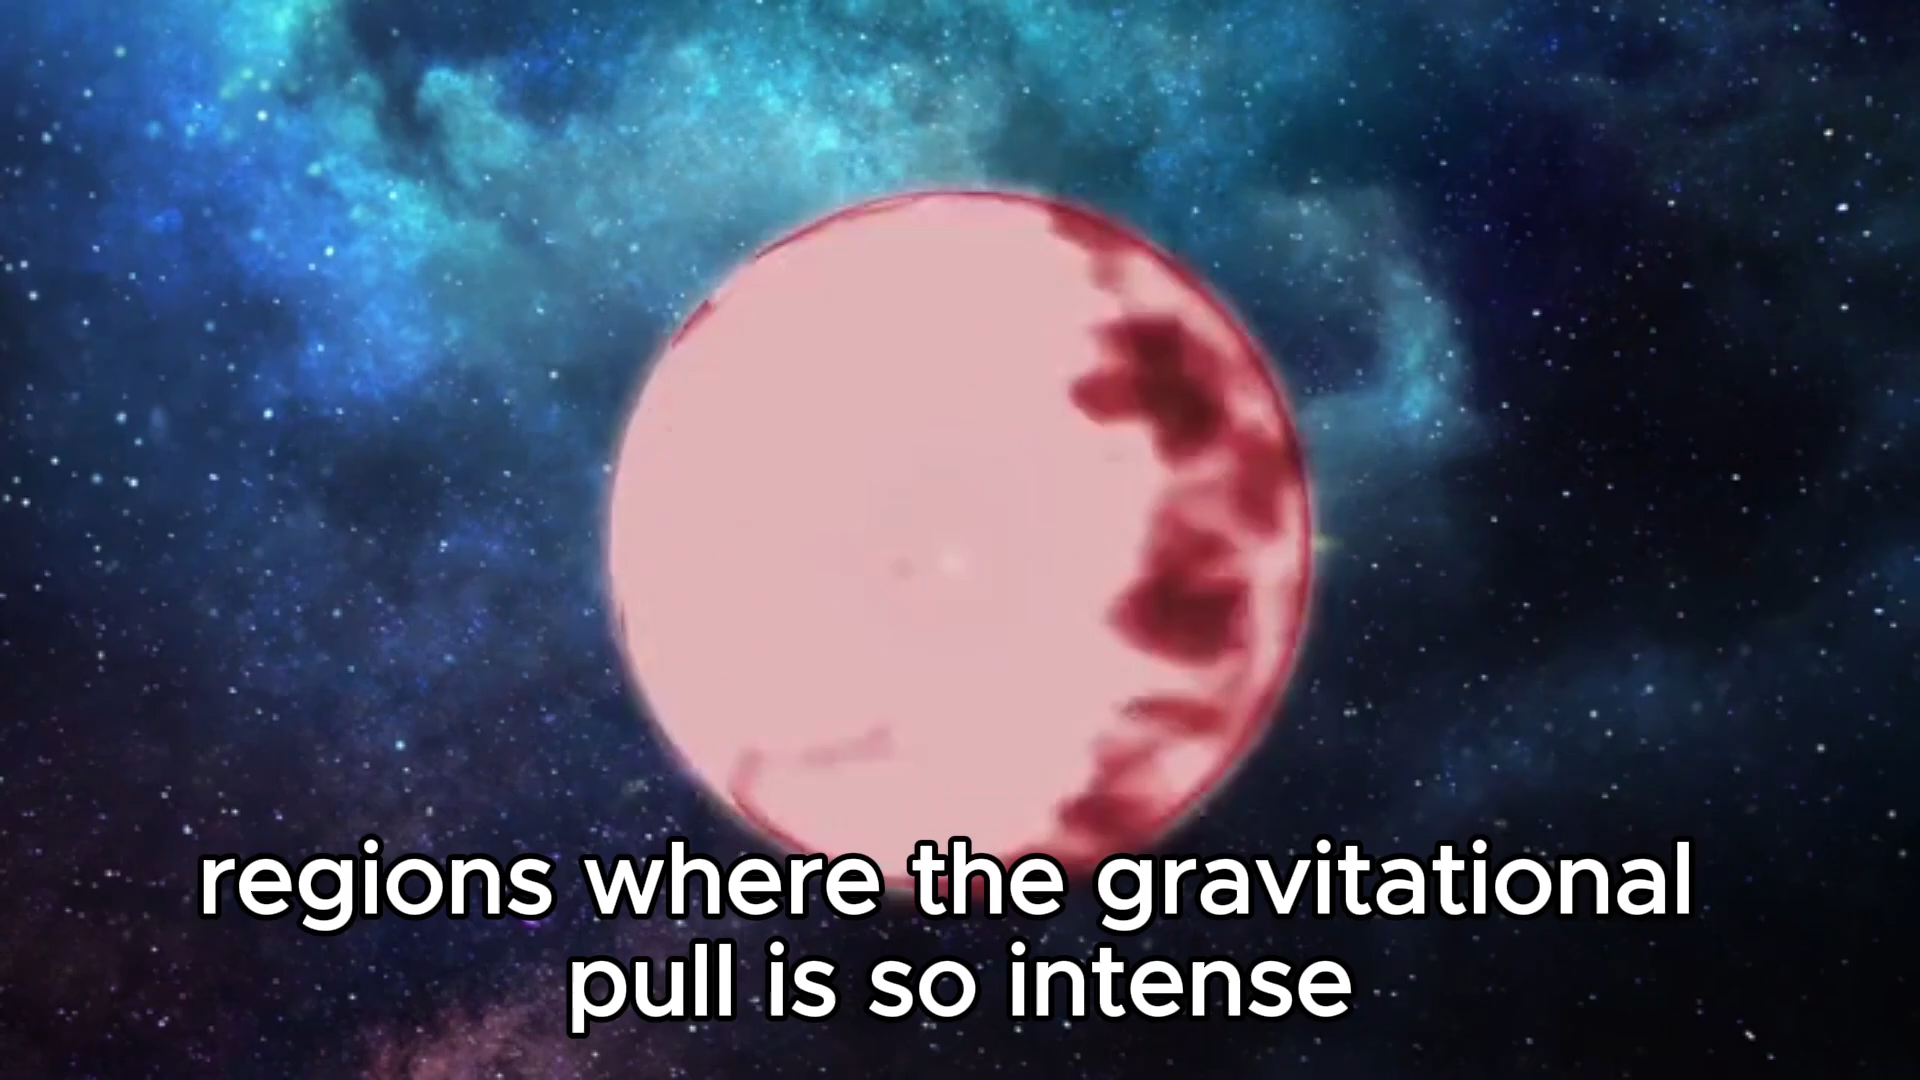 regions where the gravitational
pull is so intense